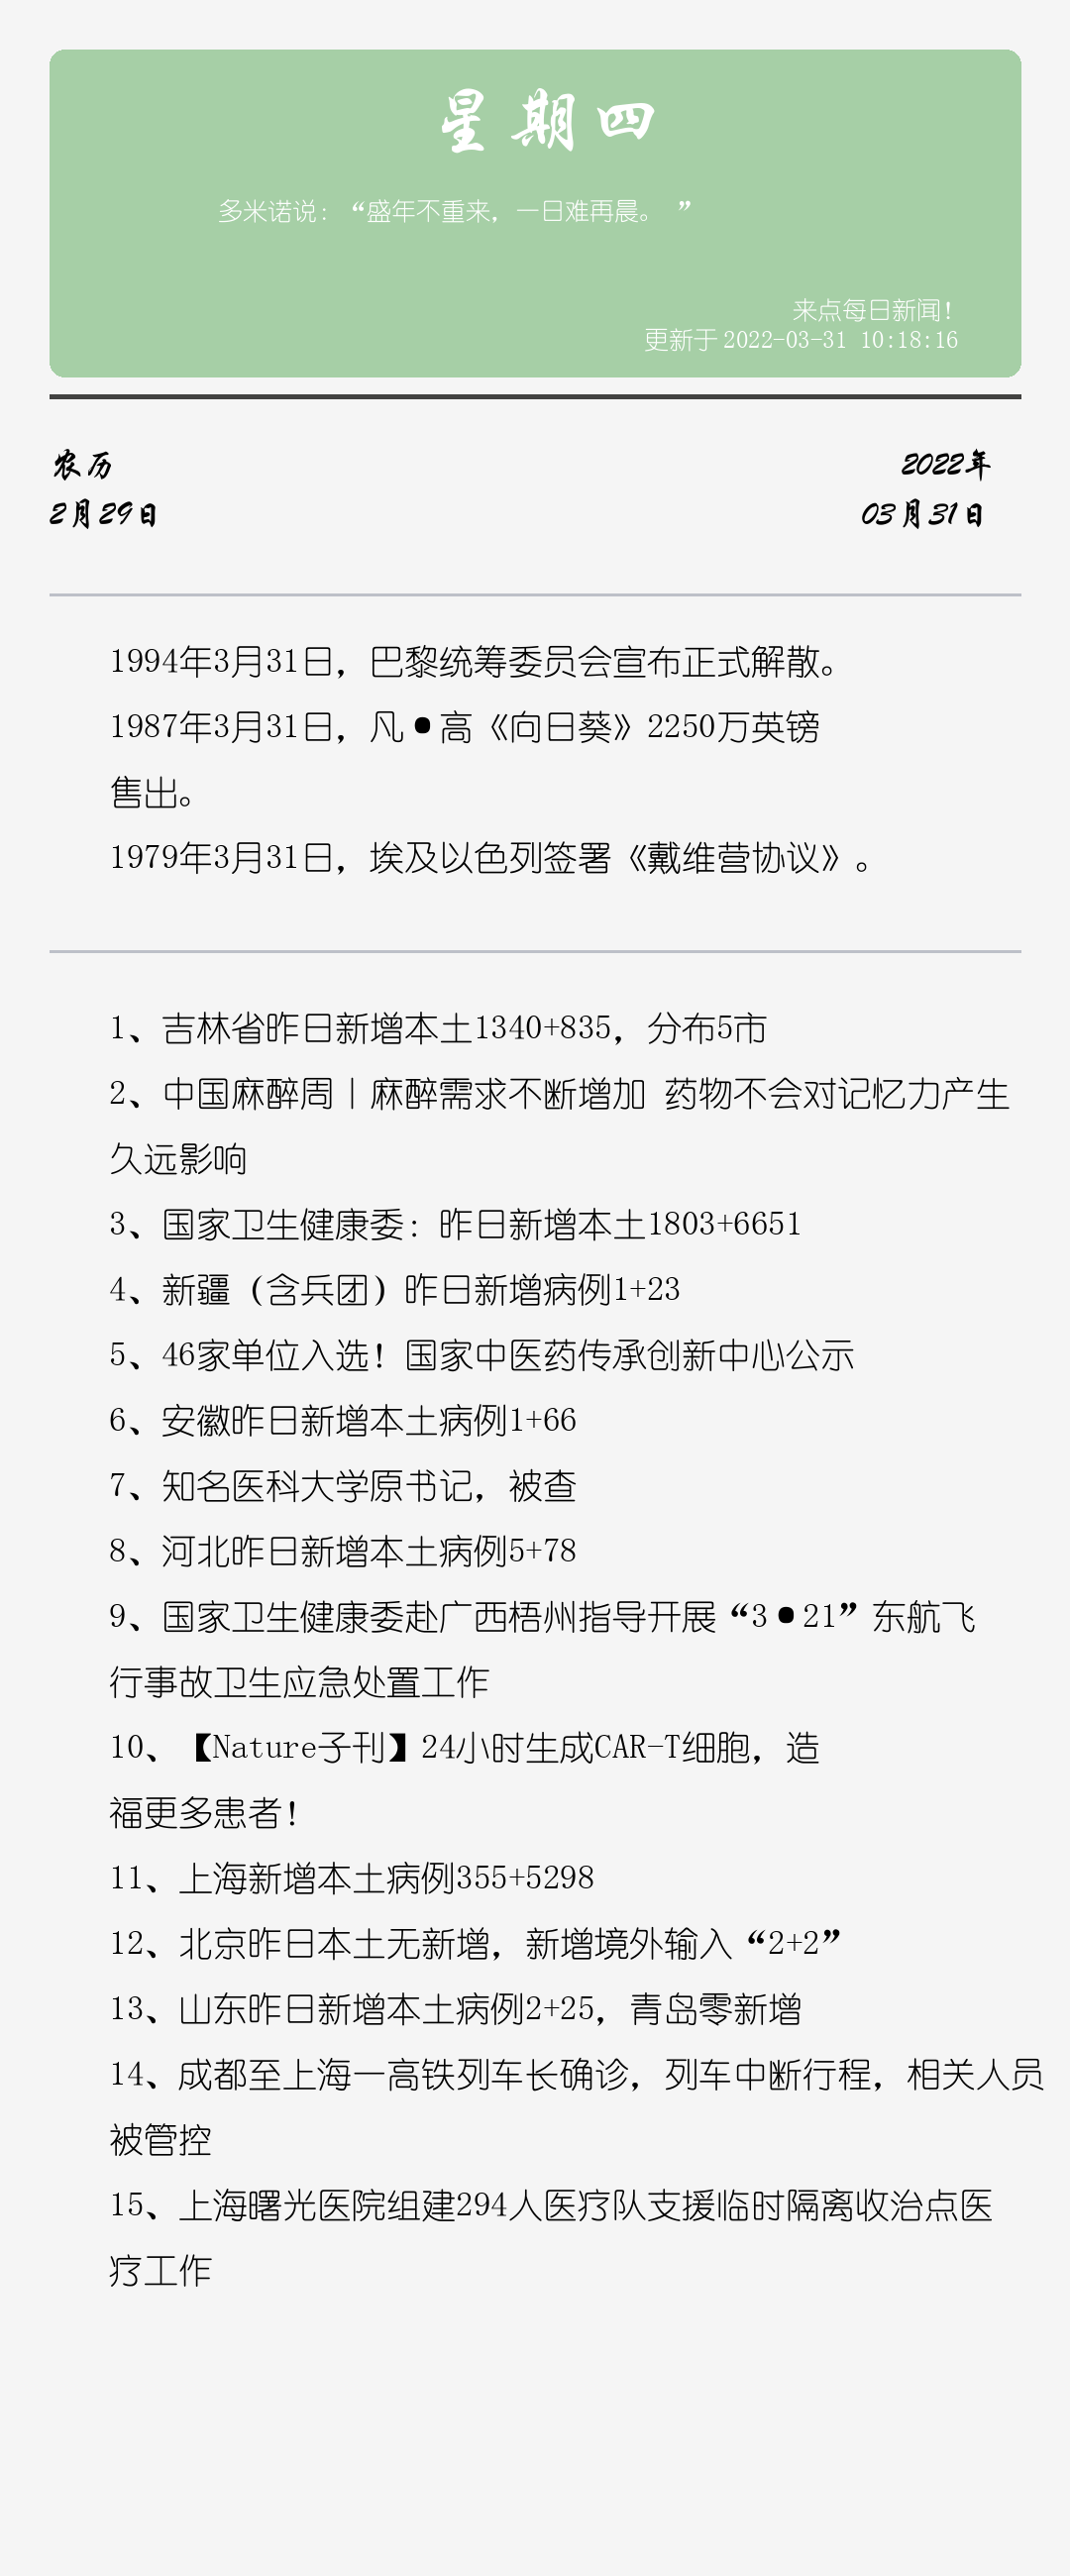 星期四
多米诺说：“盛年不重来，一日难再晨。 ”
来点每日新闻！
更新于 2022-03-31 10:18:16
农历
2022年
2月29日
03月31日
1994年3月31日，巴黎统筹委员会宣布正式解散。
1987年3月31日，凡•高《向日葵》2250万英镑
售出。
1979年3月31日，埃及以色列签署《戴维营协议》。
1、吉林省昨日新增本土1340+835，分布5市
2、中国麻醉周丨麻醉需求不断增加 药物不会对记忆力产生
久远影响
3、国家卫生健康委：昨日新增本土1803+6651
4、新疆（含兵团）昨日新增病例1+23
5、46家单位入选！国家中医药传承创新中心公示
6、安徽昨日新增本土病例1+66
7、知名医科大学原书记，被查
8、河北昨日新增本土病例5+78
9、国家卫生健康委赴广西梧州指导开展“3•21”东航飞
行事故卫生应急处置工作
10、【Nature子刊】24小时生成CAR-T细胞，造
福更多患者！
11、上海新增本土病例355+5298
12、北京昨日本土无新增，新增境外输入“2+2”
13、山东昨日新增本土病例2+25，青岛零新增
14、成都至上海一高铁列车长确诊，列车中断行程，相关人员
被管控
15、上海曙光医院组建294人医疗队支援临时隔离收治点医
疗工作